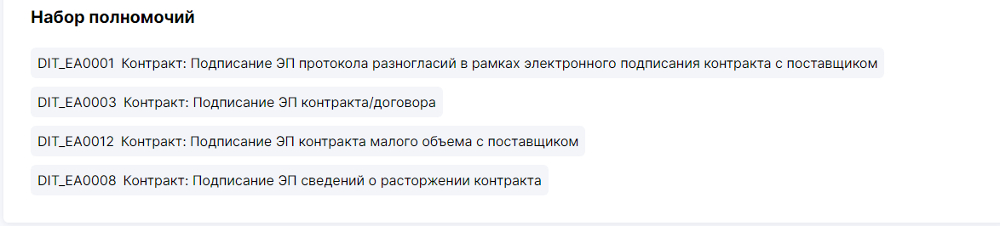 Набор полномочий
DIT_EA0001 Контракт: Подписание ЭП протокола разногласий в рамках электронного подписания контракта с поставщиком
DIT_EA0003 Контракт: Подписание ЭП контракта/договора
DIT_EA0012 Контракт: Подписание ЭП контракта малого объема с поставщиком
DIT_EA0008 Контракт: Подписание ЭП сведений о расторжении контракта